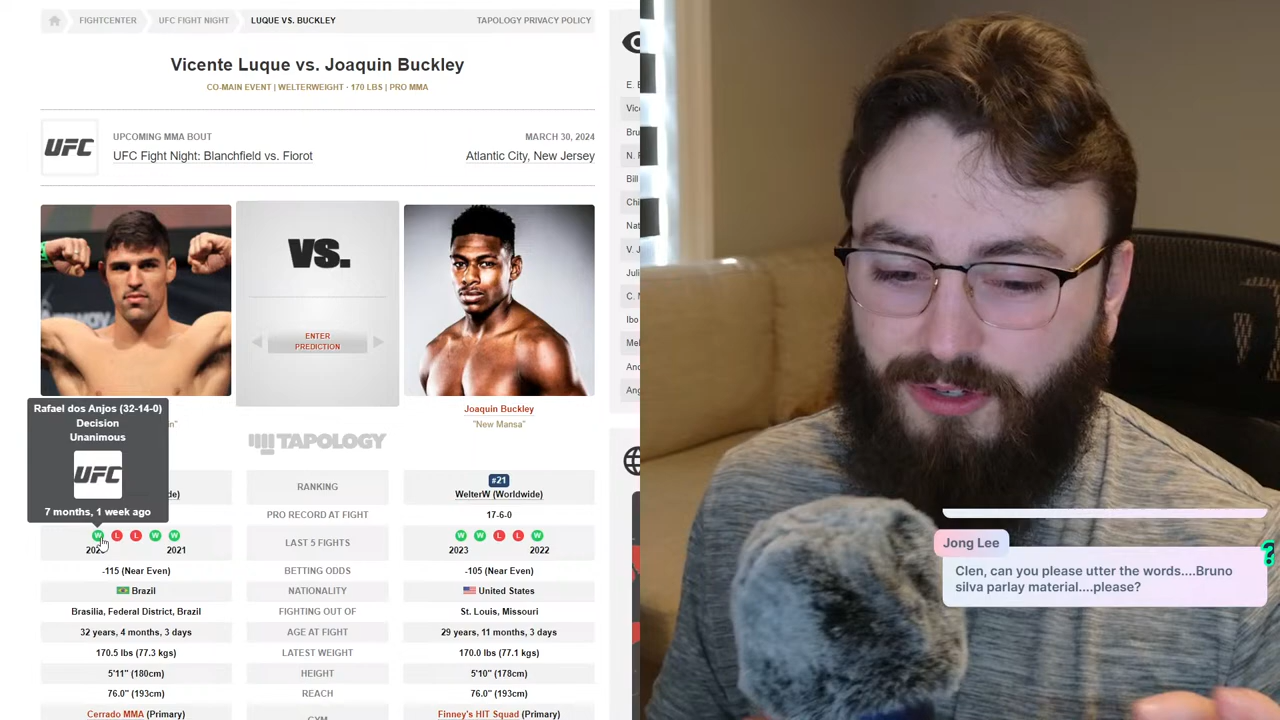 FIGHTCENTER
UFC FIGHT NIGHT
LUQUE VS. BUCKLEY
TAPOLOGY PRIVACY POLICY
Vicente Luque vs. Joaquin Buckley
CO-MAIN EVENT | WELTERWEIGHT · 170 LBS | PRO MMA
UFC
UPCOMING MMA BOUT
MARCH 30, 2024
UFC Fight Night: Blanchfield vs. Fiorot
Atlantic City, New Jersey
VS.
ENTER
PREDICTION
Rafael dos Anjos (32-14-0)
Decision
Unanimous
UFC
7 months, 1 week ago
Joaquin Buckley
"New Mansa"
TAPOLOGY
#21
RANKING
WelterW (Worldwide)
PRO RECORD AT FIGHT
17-6-0
W L L W W
LAST 5 FIGHTS
W W L L W
2021
2023
2022
-115 (Near Even)
BETTING ODDS
-105 (Near Even)
Brazil
NATIONALITY
United States
Brasilia, Federal District, Brazil
FIGHTING OUT OF
St. Louis, Missouri
32 years, 4 months, 3 days
AGE AT FIGHT
29 years, 11 months, 3 days
170.5 lbs (77.3 kgs)
LATEST WEIGHT
170.0 lbs (77.1 kgs)
5'11" (180cm)
HEIGHT
5'10" (178cm)
76.0" (193cm)
REACH
76.0" (193cm)
Cerrado MMA (Primary)
GYM
Finney's HIT Squad (Primary)
Jong Lee
Clen, can you please utter the words....Bruno
silva parlay material....please?
?